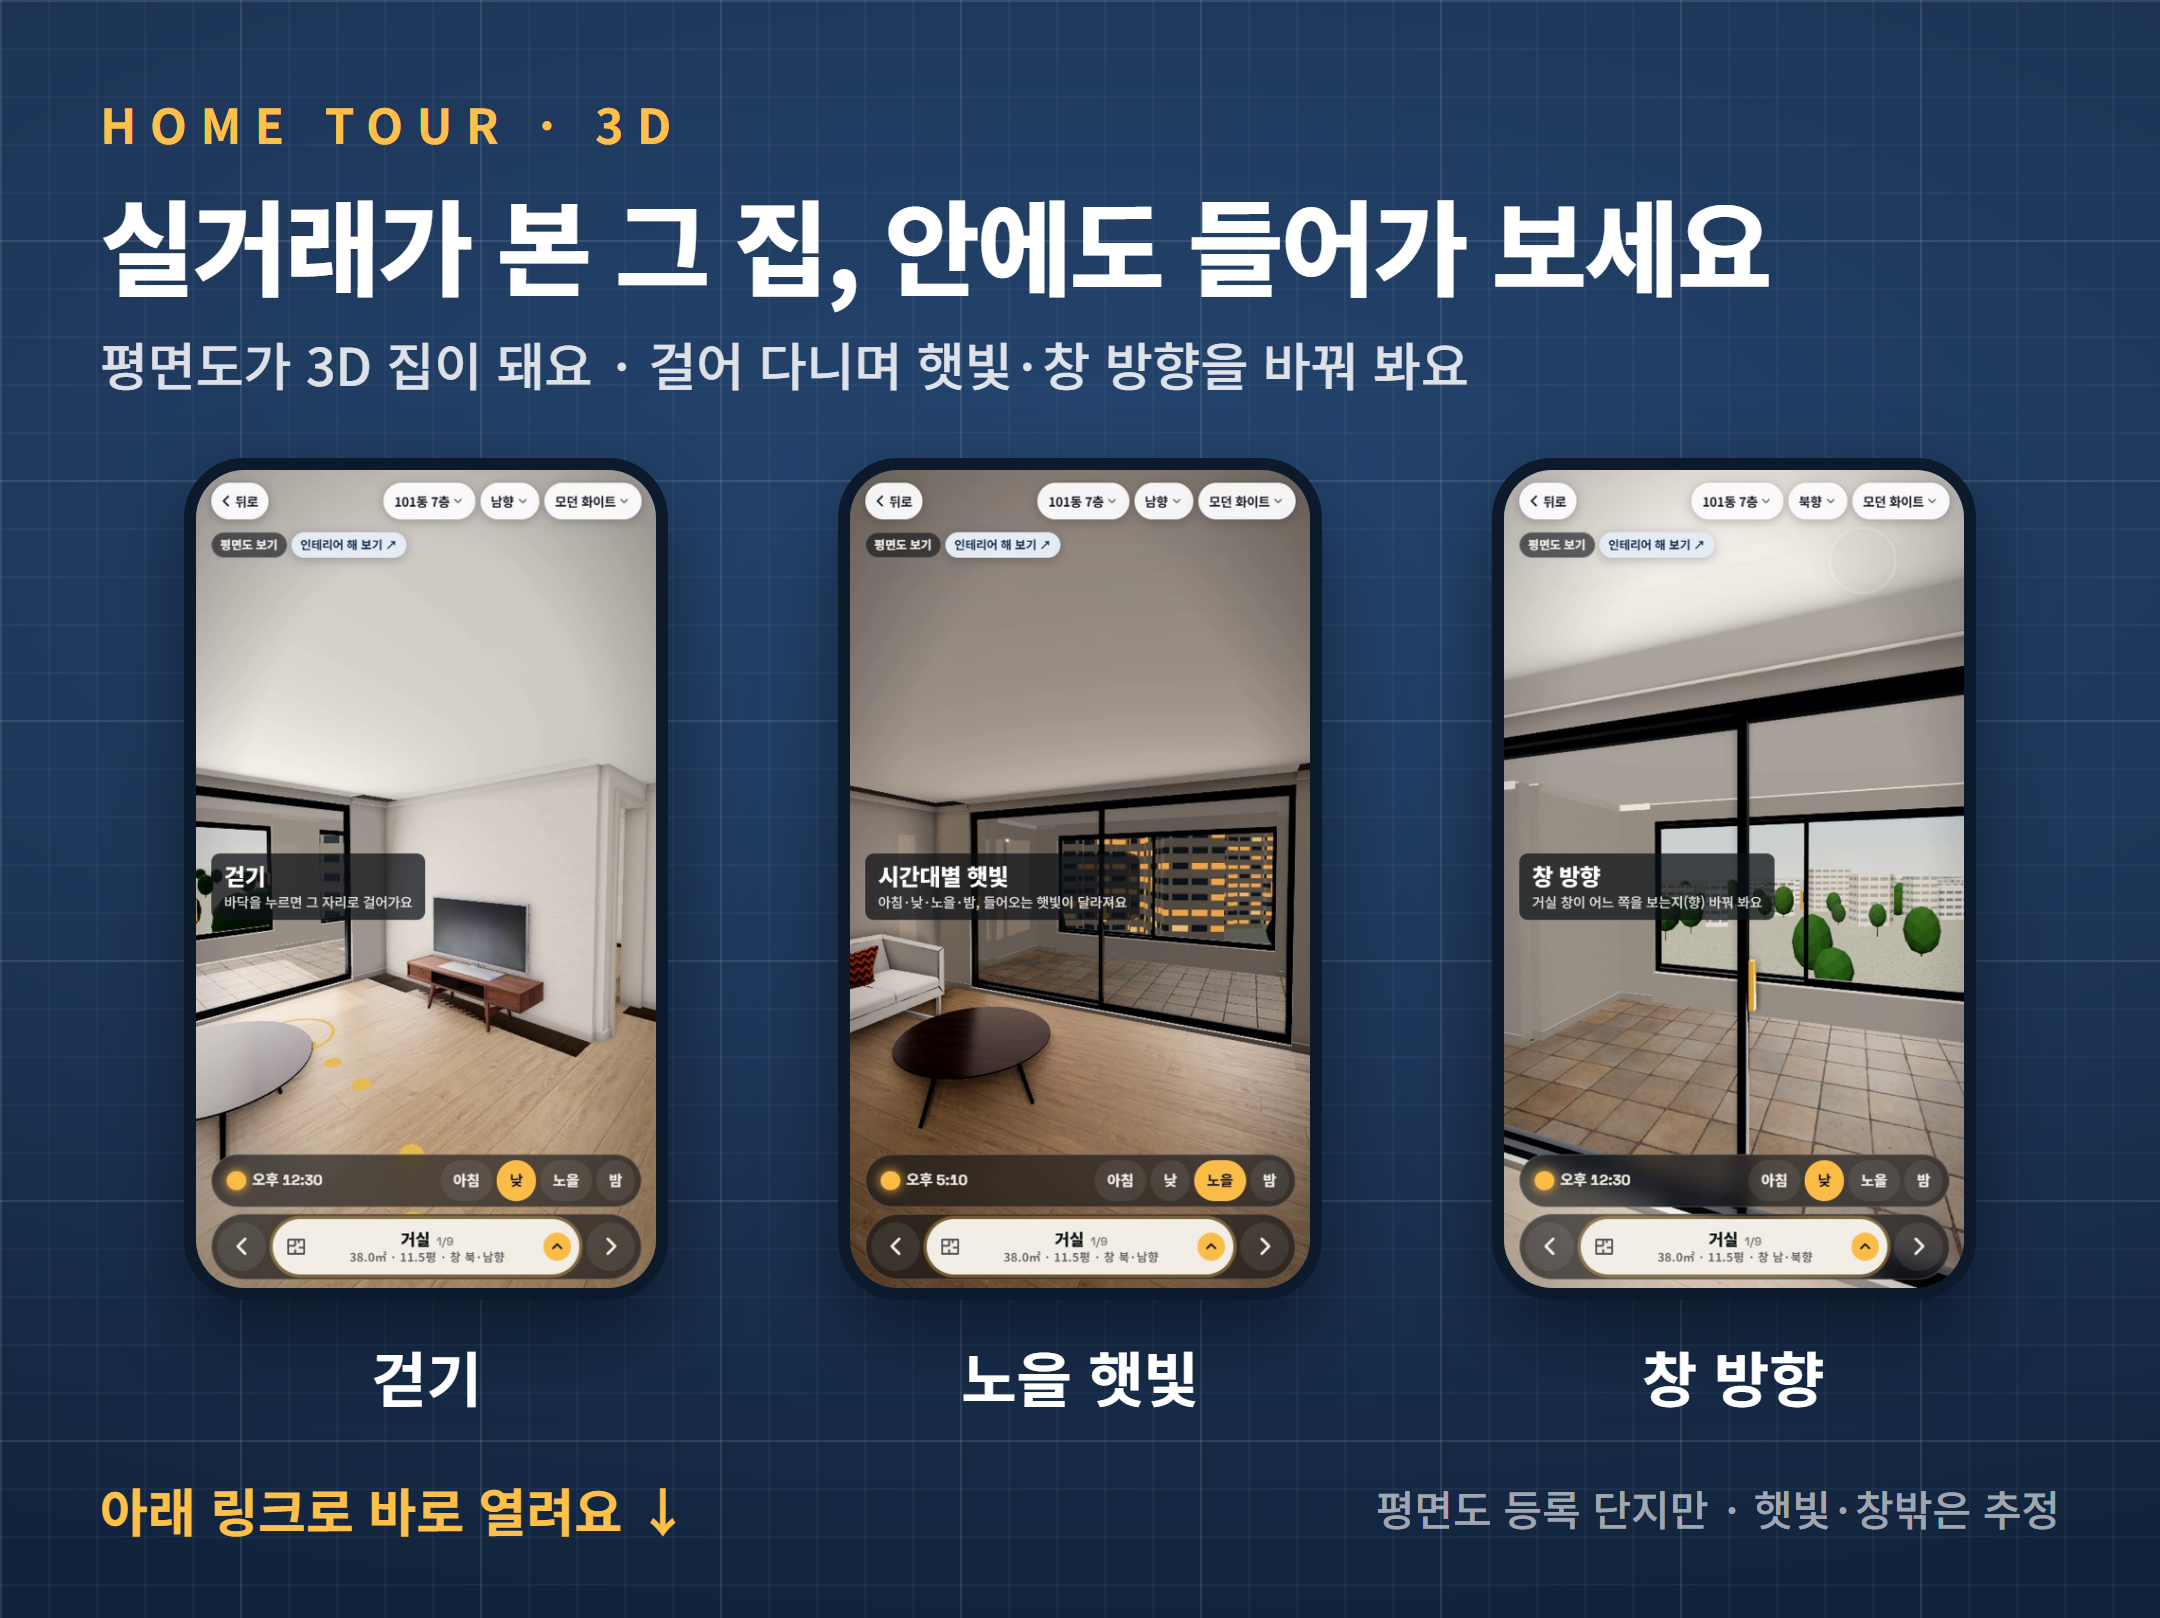 HOME TOUR · 3D
실거래가 본 그 집, 안에도 들어가 보세요
평면도가 3D 집이 돼요 · 걸어 다니며 햇빛·창 방향을 바꿔 봐요
뒤로
101동 7층
남향
모던 화이트
평면도 보기
인테리어 해 보기 ↗
걷기
바닥을 누르면 그 자리로 걸어가요
오후 12:30
아침
낮
노을
밤
거실 1/9
38.0㎡ · 11.5평 · 창 북·남향
뒤로
101동 7층
남향
모던 화이트
평면도 보기
인테리어 해 보기 ↗
시간대별 햇빛
아침·낮·노을·밤, 들어오는 햇빛이 달라져요
오후 5:10
아침
낮
노을
밤
거실 1/9
38.0㎡ · 11.5평 · 창 북·남향
뒤로
101동 7층
북향
모던 화이트
평면도 보기
인테리어 해 보기 ↗
창 방향
거실 창이 어느 쪽을 보는지(향) 바꿔 봐요
오후 12:30
아침
낮
노을
밤
거실 1/9
38.0㎡ · 11.5평 · 창 남·북향
걷기
노을 햇빛
창 방향
아래 링크로 바로 열려요 ↓
평면도 등록 단지만 · 햇빛·창밖은 추정